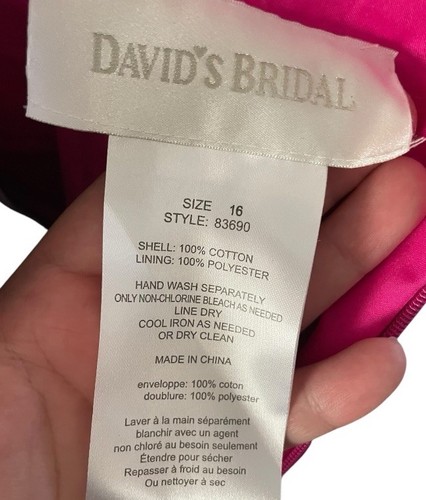 DAVID'S BRIDAL
SIZE 16
STYLE: 83690
SHELL: 100% COTTON
LINING: 100% POLYESTER
HAND WASH SEPARATELY
ONLY NON-CHLORINE BLEACH AS NEEDED
LINE DRY
COOL IRON AS NEEDED
OR DRY CLEAN
MADE IN CHINA
enveloppe: 100% coton
doublure: 100% polyester
Laver à la main séparément
blanchir avec un agent
non chloré au besoin seulement
Étendre pour sécher
Repasser à froid au besoin
Ou nettoyer à sec